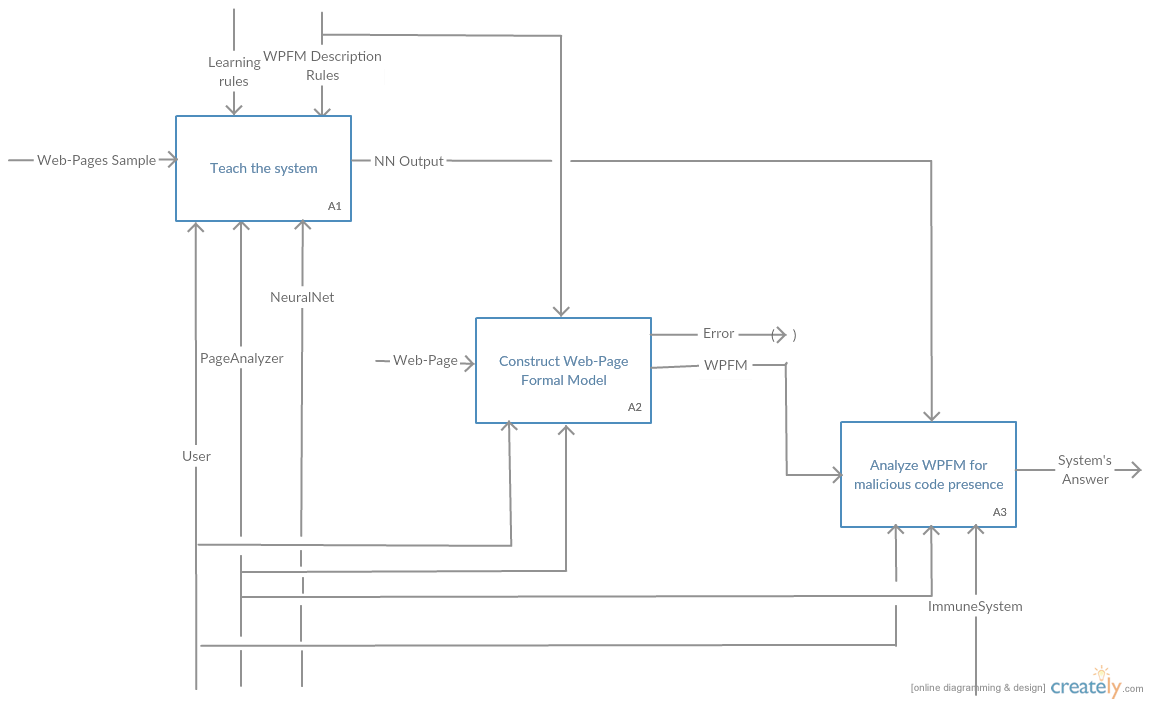 Learning
rules
WPFM Description
Rules
Web-Pages Sample
Teach the system
A1
NN Output
NeuralNet
PageAnalyzer
User
Web-Page
Construct Web-Page
Formal Model
A2
Error
( )
WPFM
Analyze WPFM for
malicious code presence
A3
System's
Answer
ImmuneSystem
[online diagramming & design]
creately.com